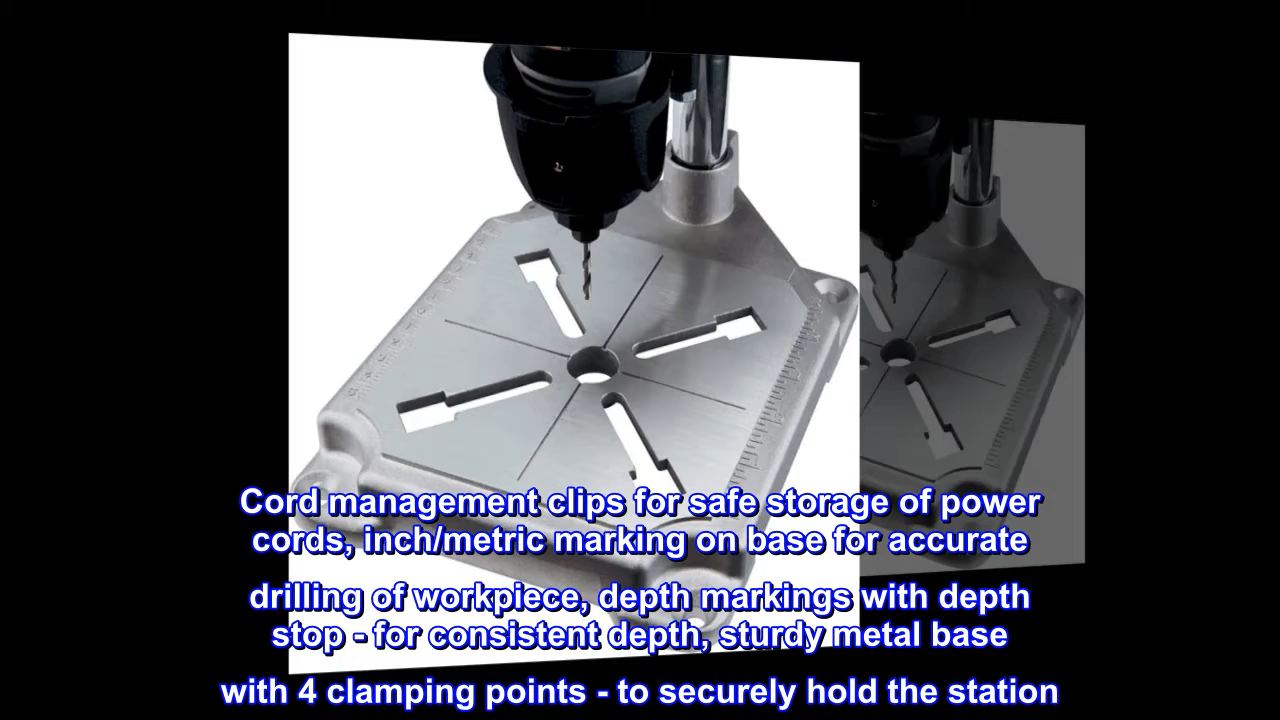 Cord management clips for safe storage of power
cords, inch/metric marking on base for accurate
drilling of workpiece, depth markings with depth
stop - for consistent depth, sturdy metal base
with 4 clamping points - to securely hold the station